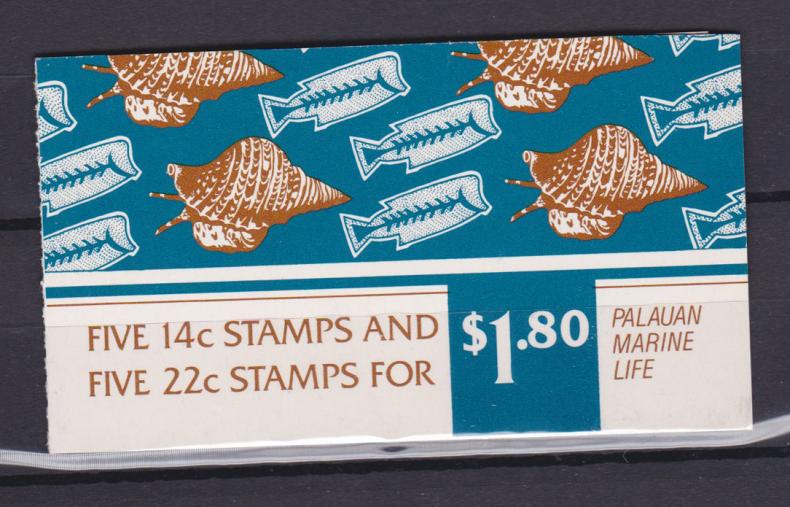 FIVE 14c STAMPS AND
FIVE 22c STAMPS FOR
$1.80
PALAUAN
MARINE
LIFE